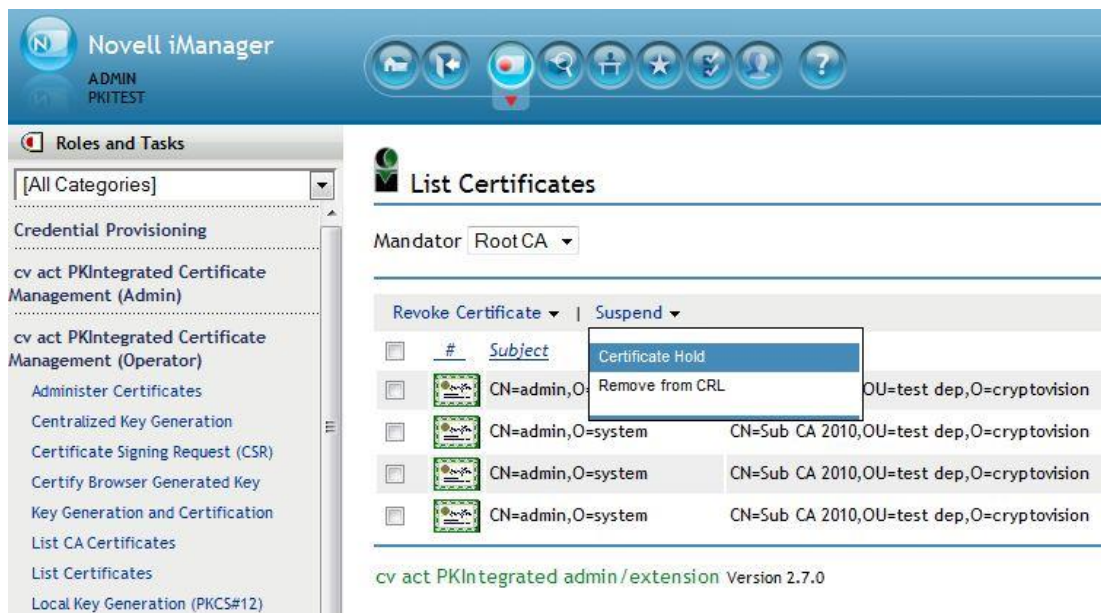 Novell iManager
ADMIN
PKITEST
Roles and Tasks
[All Categories]
Credential Provisioning
cv act PKIntegrated Certificate
Management (Admin)
cv act PKIntegrated Certificate
Management (Operator)
Administer Certificates
Centralized Key Generation
Certificate Signing Request (CSR)
Certify Browser Generated Key
Key Generation and Certification
List CA Certificates
List Certificates
Local Key Generation (PKCS#12)
List Certificates
Mandator Root CA
Revoke Certificate | Suspend
# Subject
Certificate Hold
Remove from CRL
CN=admin,O= OU=test dep,O=cryptovision
CN=admin,O=system CN=Sub CA 2010,OU=test dep,O=cryptovision
CN=admin,O=system CN=Sub CA 2010,OU=test dep,O=cryptovision
CN=admin,O=system CN=Sub CA 2010,OU=test dep,O=cryptovision
cv act PKIntegrated admin/extension Version 2.7.0